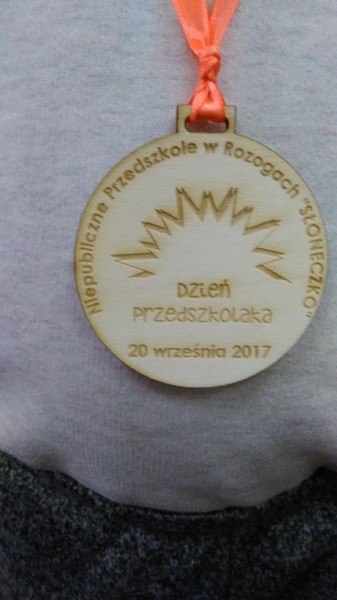 Niepubliczne Przedszkole w Rozogach "SŁONECZKO"
Dzień
Przedszkolaka
20 września 2017